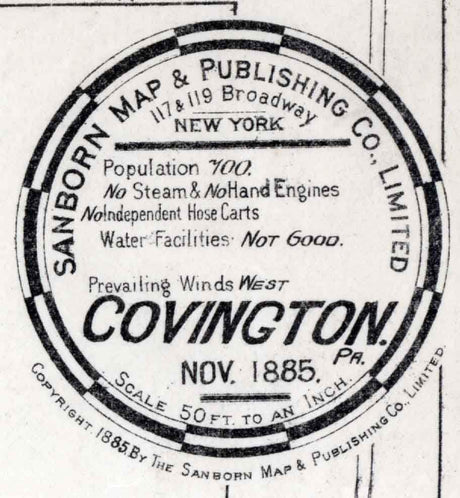 SANBORN MAP & PUBLISHING CO., LIMITED
117 & 119 Broadway
NEW YORK
Population 700.
No Steam & No Hand Engines
No Independent Hose Carts
Water Facilities NOT GOOD.
Prevailing Winds WEST
COVINGTON.
PA.
NOV. 1885.
SCALE 50 FT. TO AN INCH.
COPYRIGHT 1885, BY THE SANBORN MAP & PUBLISHING CO., LIMITED.